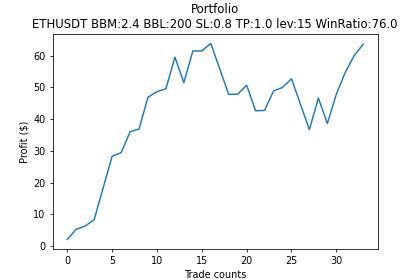 Portfolio
ETHUSDT BBM:2.4 BBL:200 SL:0.8 TP:1.0 lev:15 WinRatio:76.0
60
50
40
30
20
10
0
Profit ($)
0 5 10 15 20 25 30
Trade counts